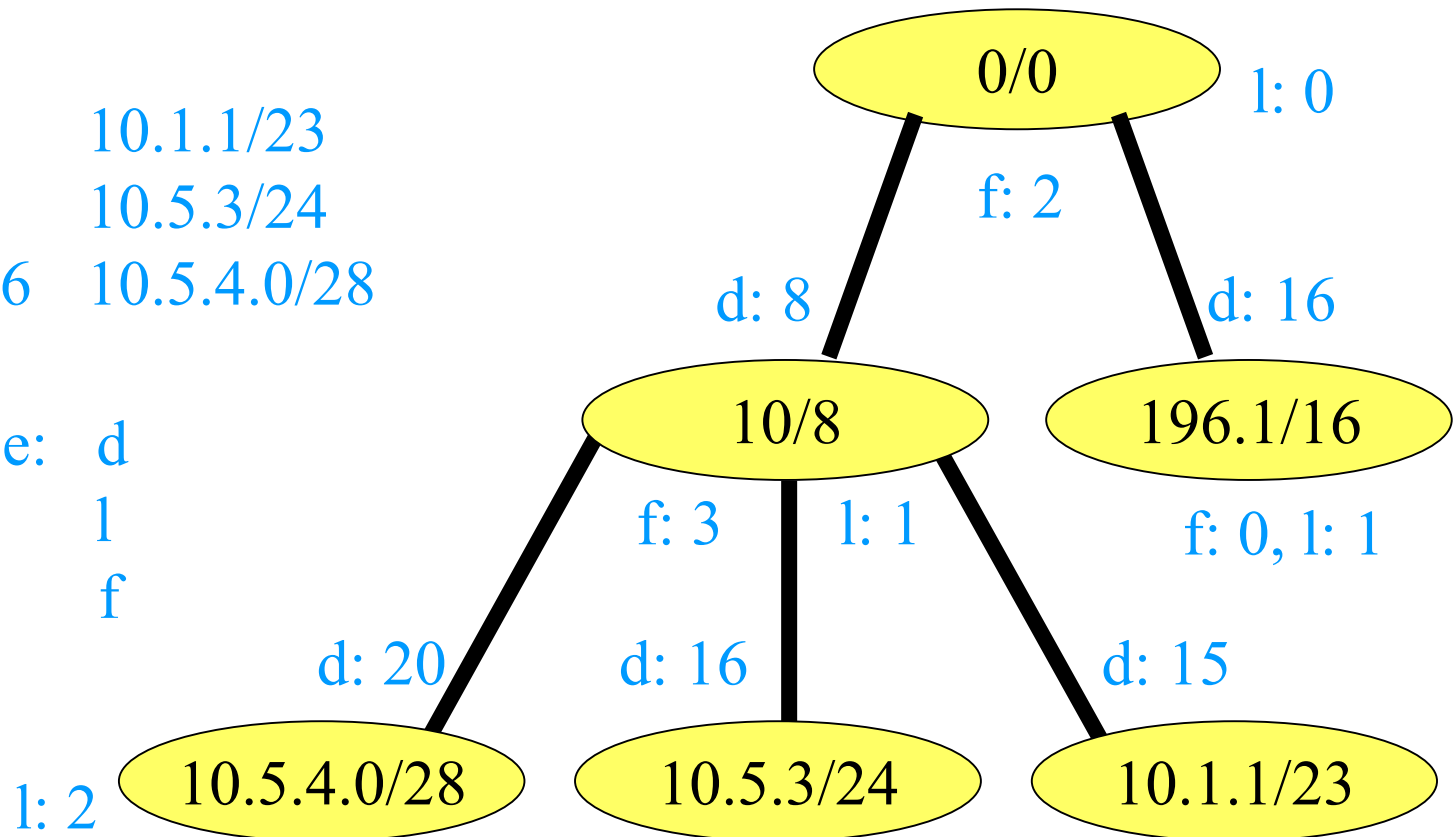 0/0
l: 0
10.1.1/23
f: 2
10.5.3/24
6 10.5.4.0/28
d: 8
d: 16
10/8
196.1/16
e: d
l
f: 3
l: 1
f: 0, l: 1
f
d: 20
d: 16
d: 15
10.5.4.0/28
10.5.3/24
10.1.1/23
l: 2